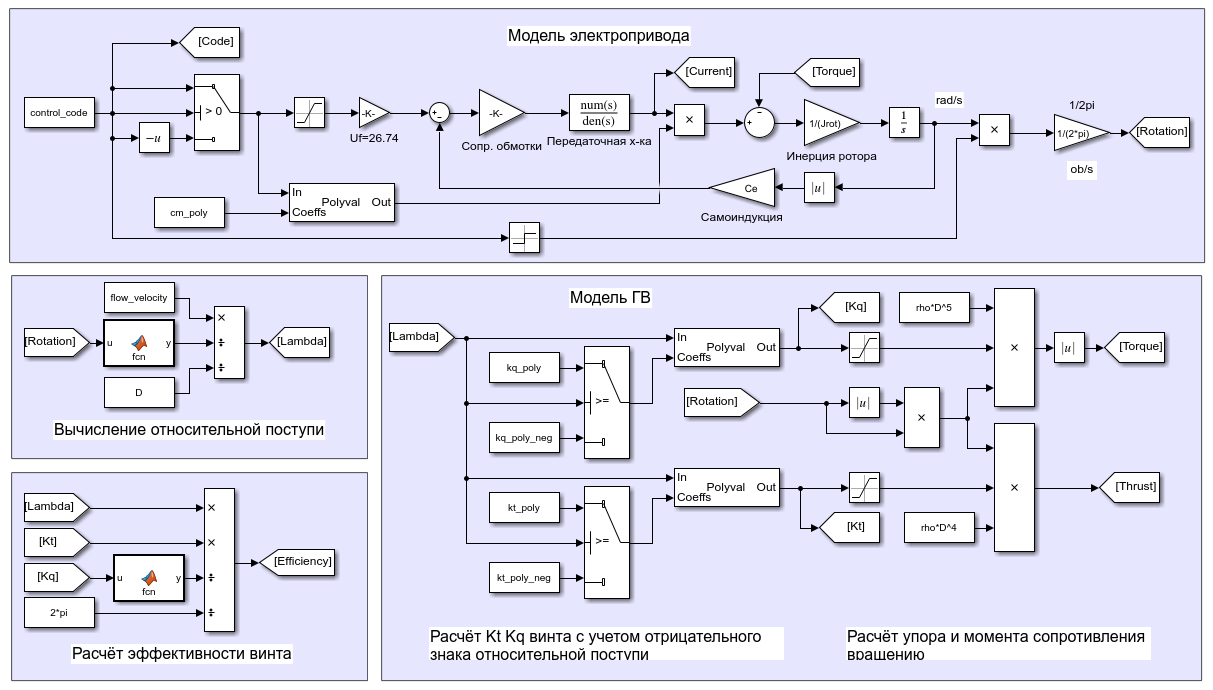 Модель электропривода
[Code]
[Current]
[Torque]
control_code
> 0
-u
-K-
Uf=26.74
+
-
-K-
Сопр. обмотки
num(s)
den(s)
Передаточная х-ка
×
+
-
1/(Jrot)
Инерция ротора
1
s
rad/s
×
1/2pi
1/(2*pi)
ob/s
[Rotation]
cm_poly
In
Coeffs
Polyval
Out
Ce
Самоиндукция
|u|
flow_velocity
[Rotation]
u
y
fcn
D
×
÷
÷
[Lambda]
Вычисление относительной поступи
[Lambda]
[Kt]
[Kq]
u
y
fcn
2*pi
×
×
÷
÷
[Efficiency]
Расчёт эффективности винта
Модель ГВ
[Lambda]
kq_poly
>=
kq_poly_neg
In
Coeffs
Polyval
Out
[Kq]
rho*D^5
×
|u|
[Torque]
[Rotation]
|u|
×
kt_poly
>=
kt_poly_neg
In
Coeffs
Polyval
Out
[Kt]
rho*D^4
×
[Thrust]
Расчёт Kt Kq винта с учетом отрицательного
знака относительной поступи
Расчёт упора и момента сопротивления
вращению